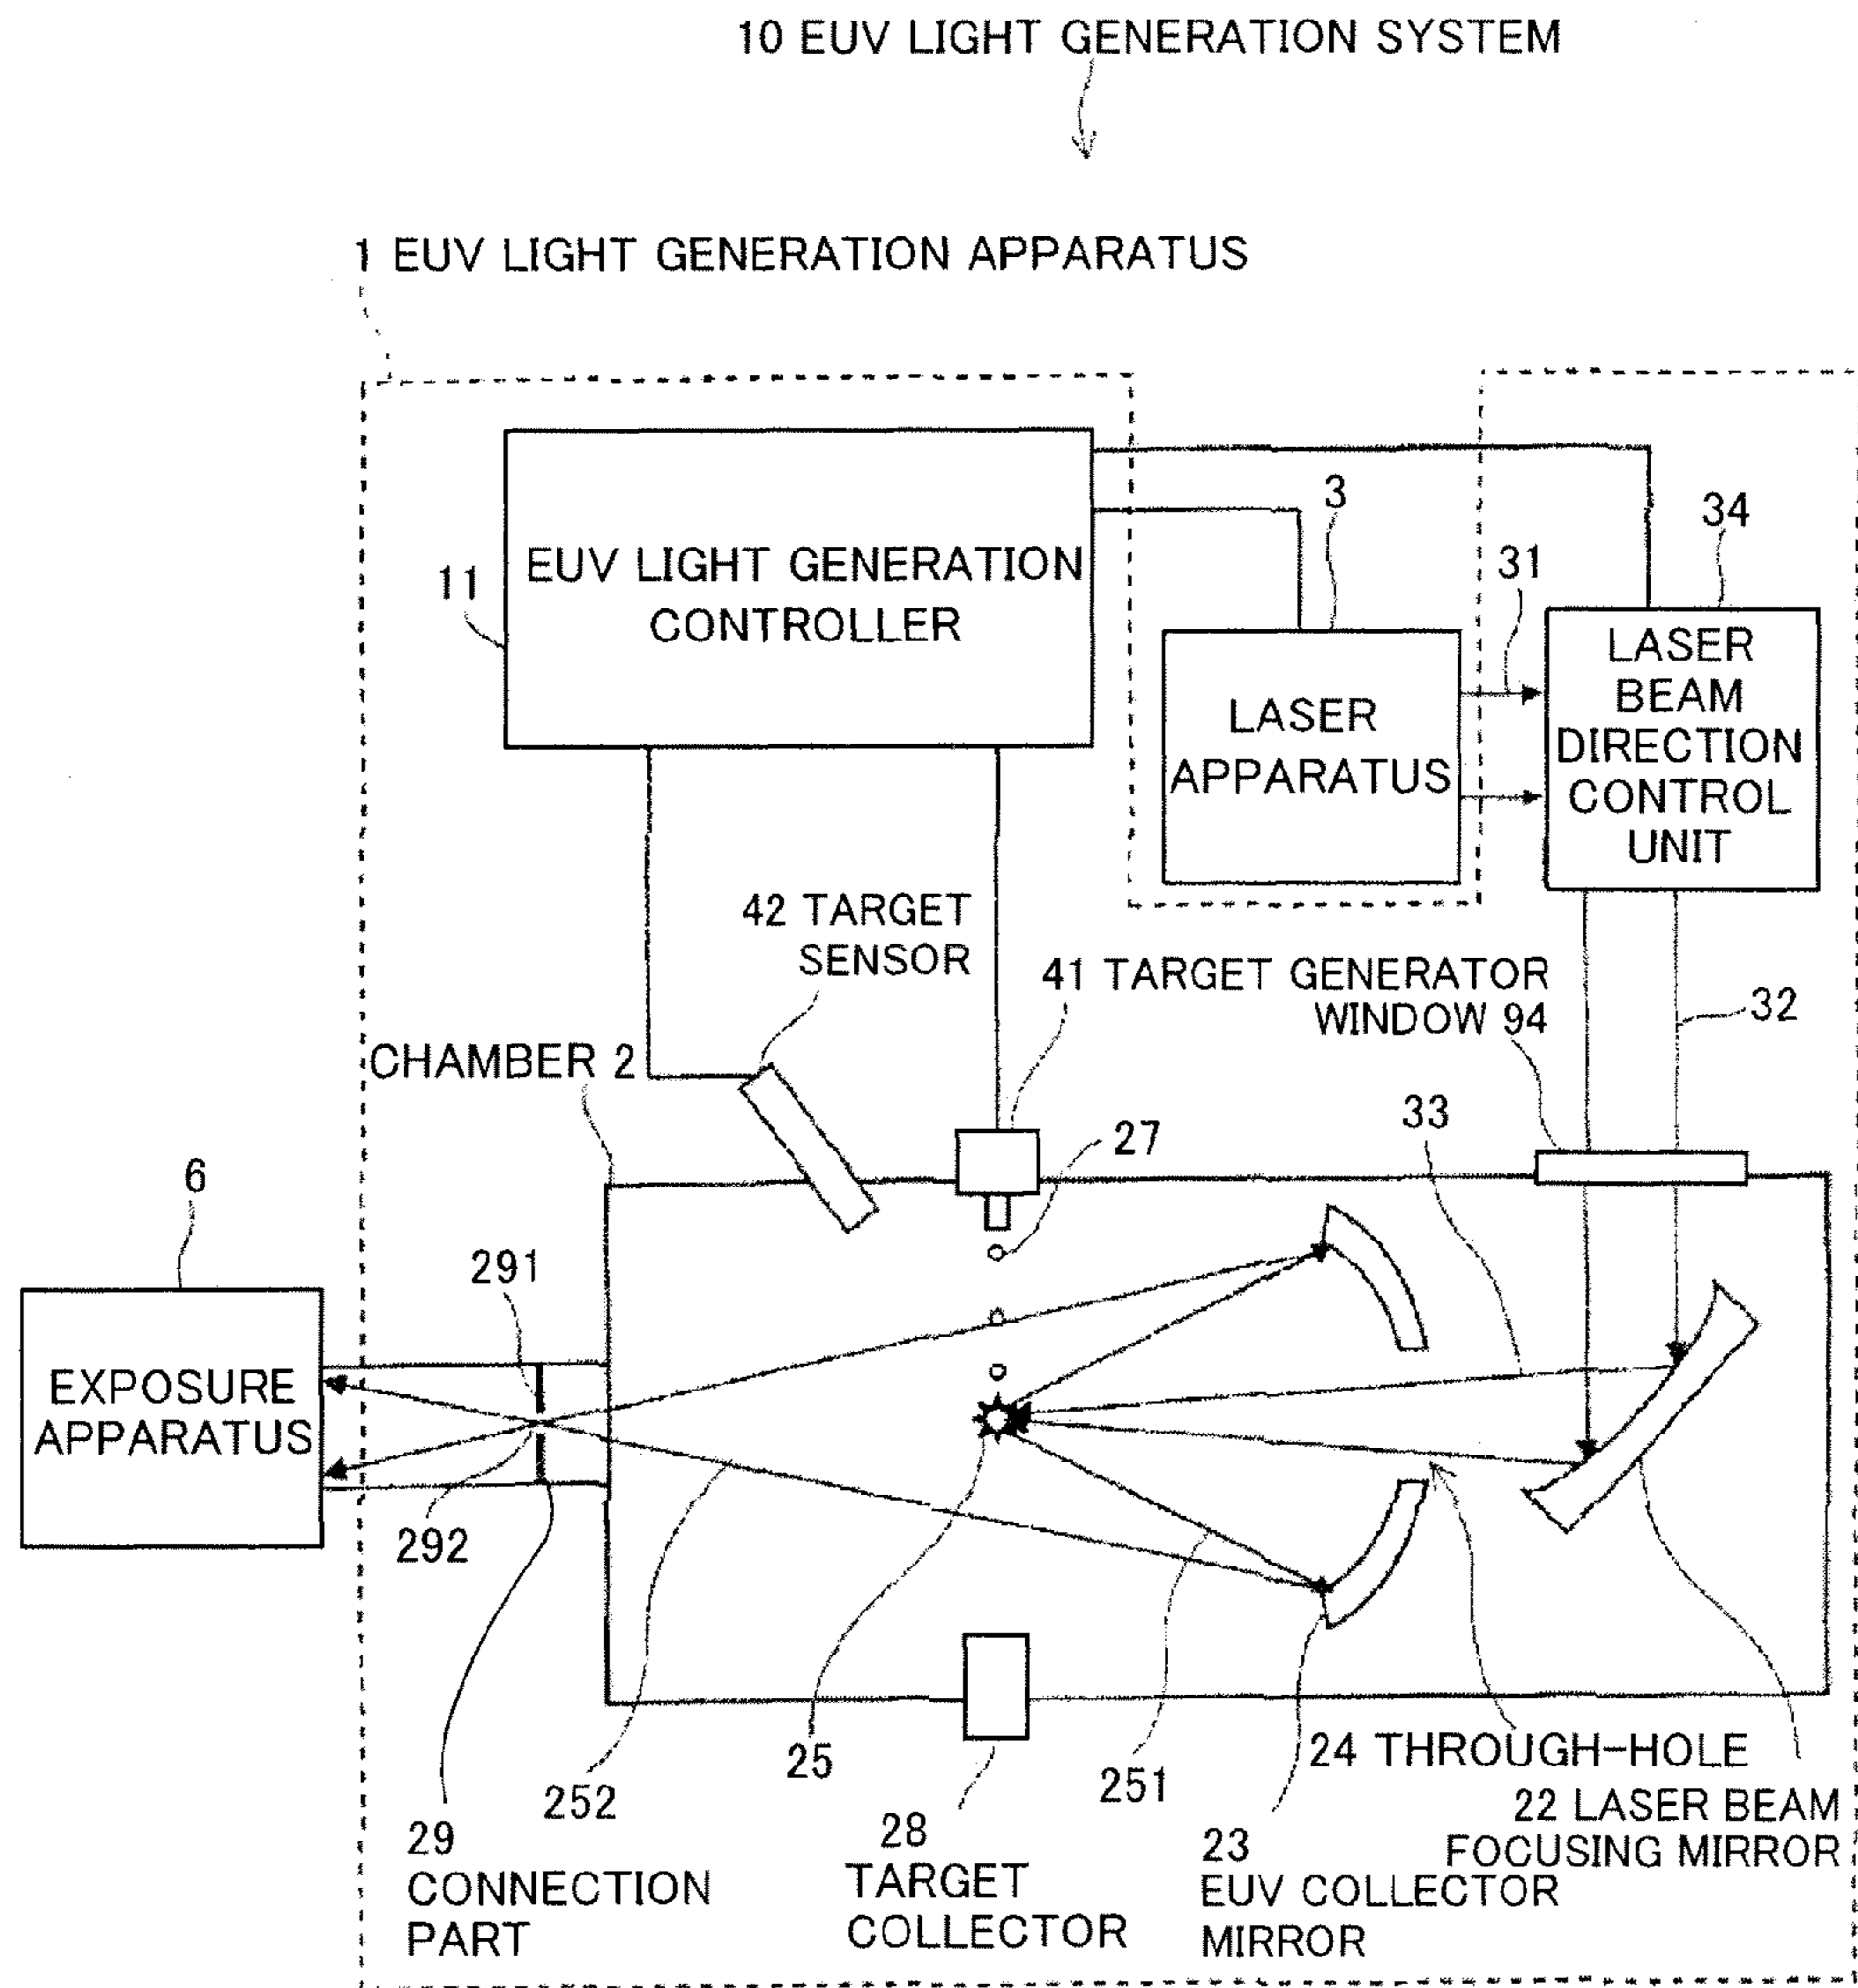 10 EUV LIGHT GENERATION SYSTEM
1 EUV LIGHT GENERATION APPARATUS
11
EUV LIGHT GENERATION
CONTROLLER
3
LASER
APPARATUS
31
34
LASER
BEAM
DIRECTION
CONTROL
UNIT
42 TARGET
SENSOR
41 TARGET GENERATOR
WINDOW 94
32
CHAMBER 2
27
33
6
EXPOSURE
APPARATUS
291
292
252
25
251
24 THROUGH-HOLE
22 LASER BEAM
FOCUSING MIRROR
29
CONNECTION
PART
28
TARGET
COLLECTOR
23
EUV COLLECTOR
MIRROR